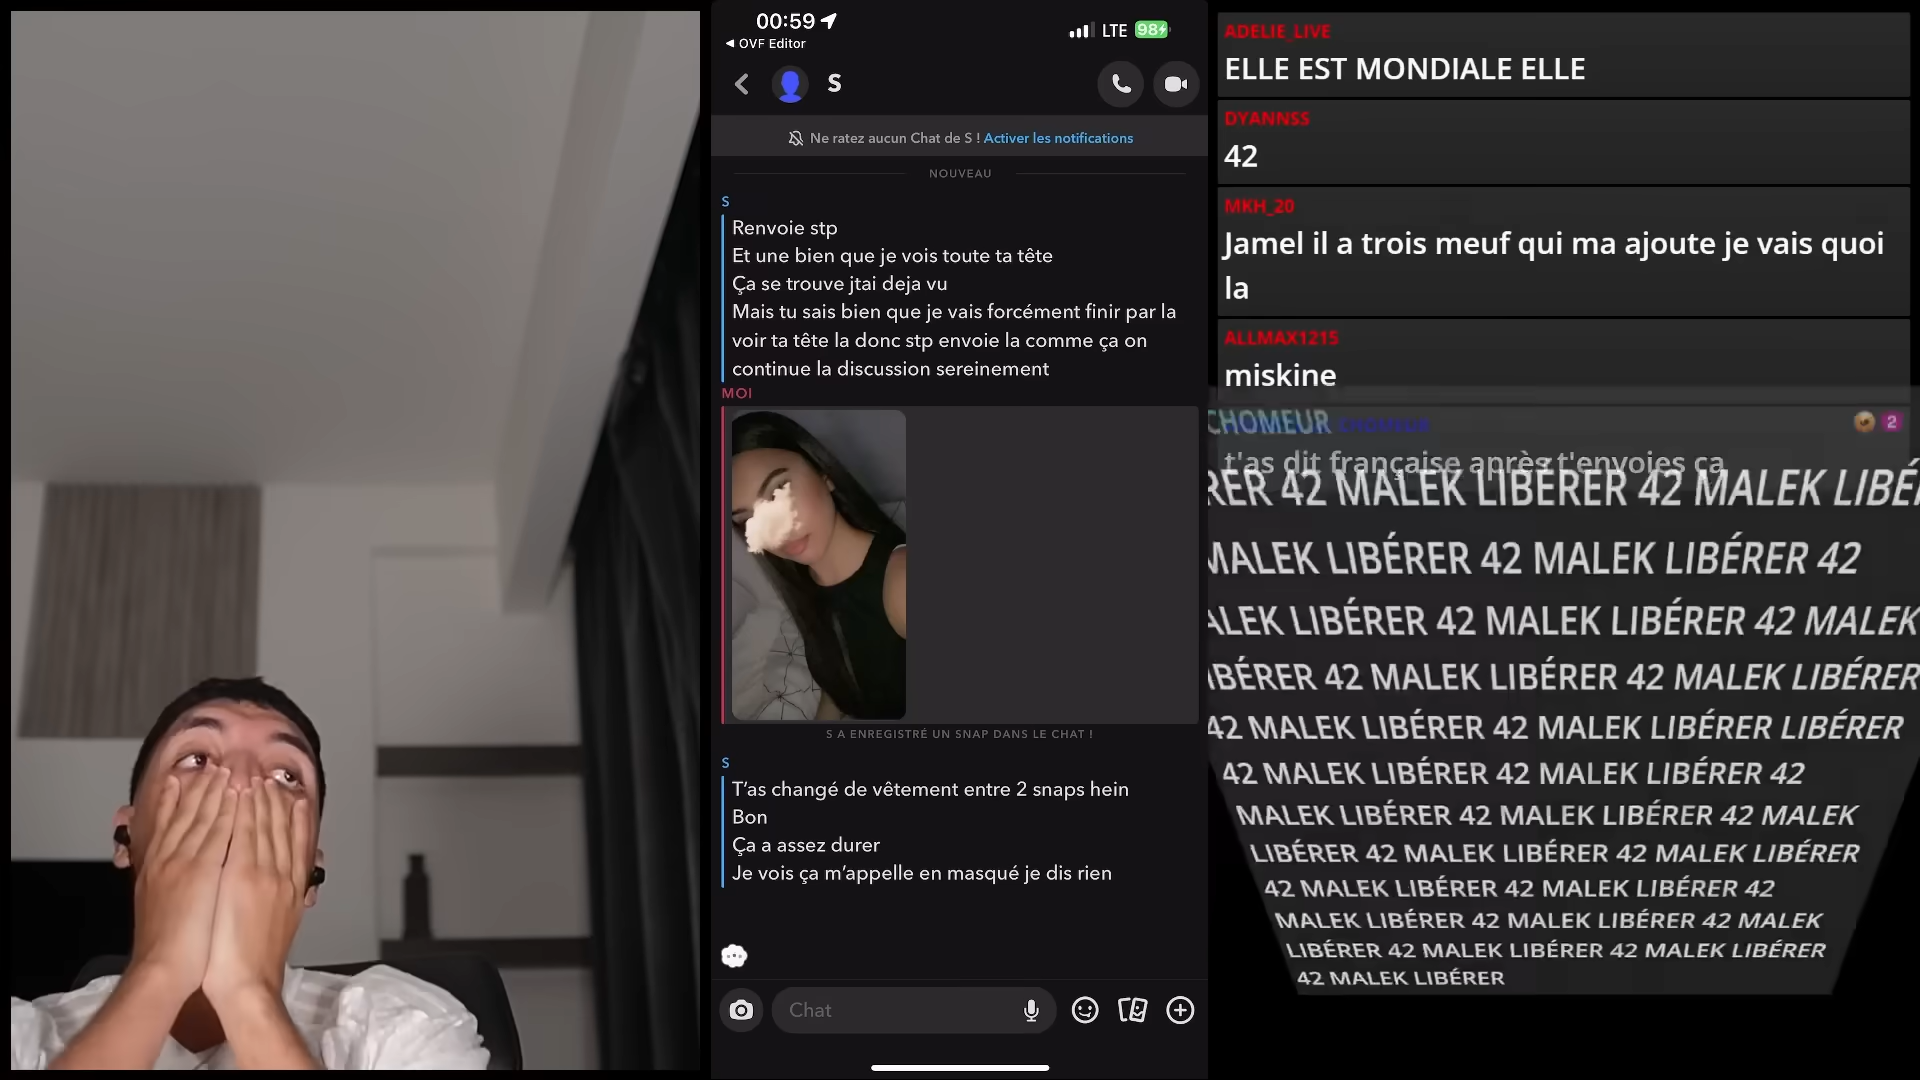 00:59
OVF Editor
LTE
98
S
Ne ratez aucun Chat de S ! Activer les notifications
NOUVEAU
S
Renvoie stp
Et une bien que je vois toute ta tête
Ça se trouve jtai deja vu
Mais tu sais bien que je vais forcément finir par la
voir ta tête la donc stp envoie la comme ça on
continue la discussion sereinement
MOI
S A ENREGISTRÉ UN SNAP DANS LE CHAT !
S
T'as changé de vêtement entre 2 snaps hein
Bon
Ça a assez durer
Je vois ça m'appelle en masqué je dis rien
Chat
ADELIE_LIVE
ELLE EST MONDIALE ELLE
DYANNSS
42
MKH_20
Jamel il a trois meuf qui ma ajoute je vais quoi
la
ALLMAX1215
miskine
CHOMEUR
2
t'as dit française après t'envoies ça
RER 42 MALEK LIBÉRER 42 MALEK LIBÉ
MALEK LIBÉRER 42 MALEK LIBÉRER 42
ALEK LIBÉRER 42 MALEK LIBÉRER 42 MALEK
IBÉRER 42 MALEK LIBÉRER 42 MALEK LIBÉRER
42 MALEK LIBÉRER 42 MALEK LIBÉRER LIBÉRER
42 MALEK LIBÉRER 42 MALEK LIBÉRER 42
MALEK LIBÉRER 42 MALEK LIBÉRER 42 MALEK
LIBÉRER 42 MALEK LIBÉRER 42 MALEK LIBÉRER
42 MALEK LIBÉRER 42 MALEK LIBÉRER 42
MALEK LIBÉRER 42 MALEK LIBÉRER 42 MALEK
LIBÉRER 42 MALEK LIBÉRER 42 MALEK LIBÉRER
42 MALEK LIBÉRER